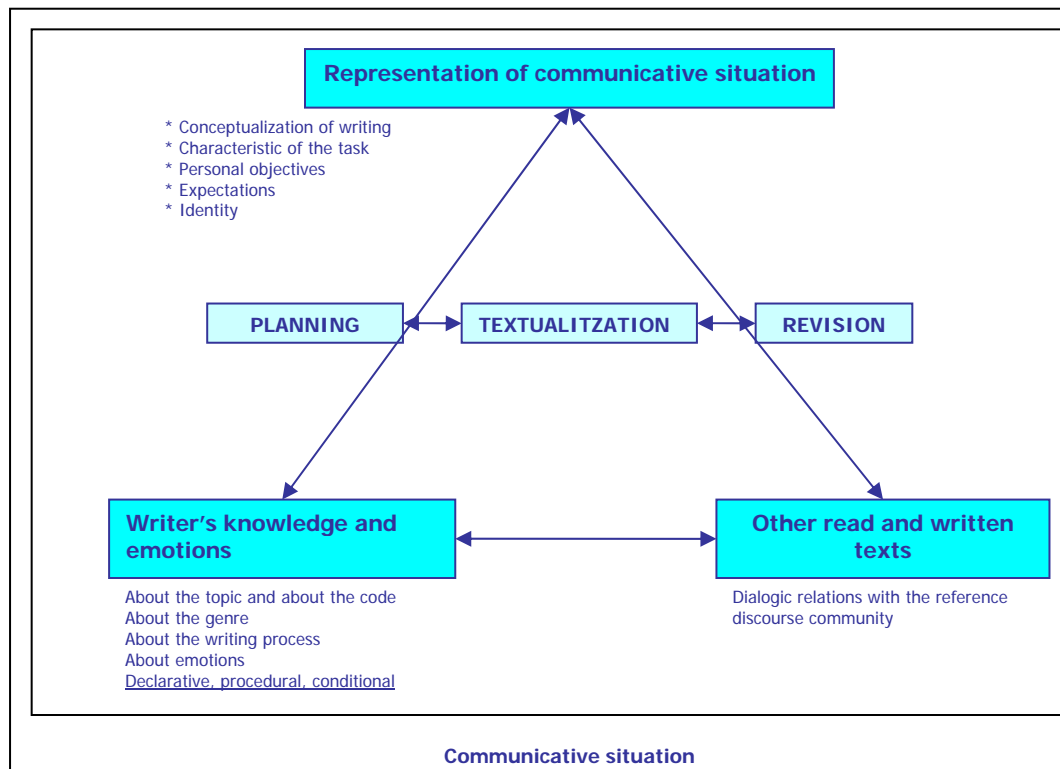 Representation of communicative situation
* Conceptualization of writing
* Characteristic of the task
* Personal objectives
* Expectations
* Identity
PLANNING
TEXTUALITZATION
REVISION
Writer's knowledge and
emotions
About the topic and about the code
About the genre
About the writing process
About emotions
Declarative, procedural, conditional
Other read and written
texts
Dialogic relations with the reference
discourse community
Communicative situation